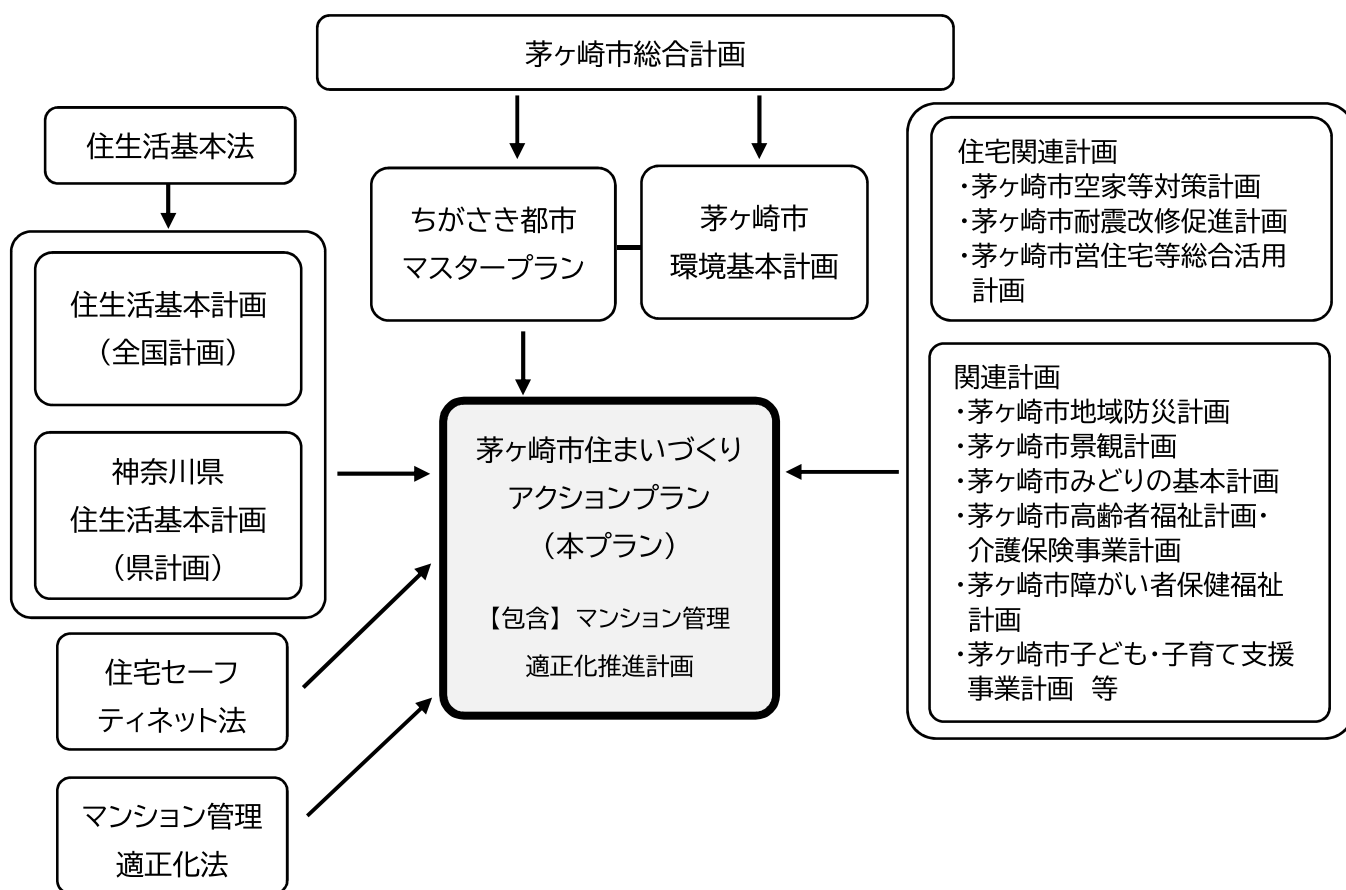 茅ヶ崎市総合計画
住生活基本法
住生活基本計画
（全国計画）
神奈川県
住生活基本計画
（県計画）
住宅セーフ
ティネット法
マンション管理
適正化法
ちがさき都市
マスタープラン
茅ヶ崎市
環境基本計画
茅ヶ崎市住まいづくり
アクションプラン
（本プラン）
【包含】マンション管理
適正化推進計画
住宅関連計画
・茅ヶ崎市空家等対策計画
・茅ヶ崎市耐震改修促進計画
・茅ヶ崎市営住宅等総合活用
計画
関連計画
・茅ヶ崎市地域防災計画
・茅ヶ崎市景観計画
・茅ヶ崎市みどりの基本計画
・茅ヶ崎市高齢者福祉計画・
介護保険事業計画
・茅ヶ崎市障がい者保健福祉
計画
・茅ヶ崎市子ども・子育て支援
事業計画　等